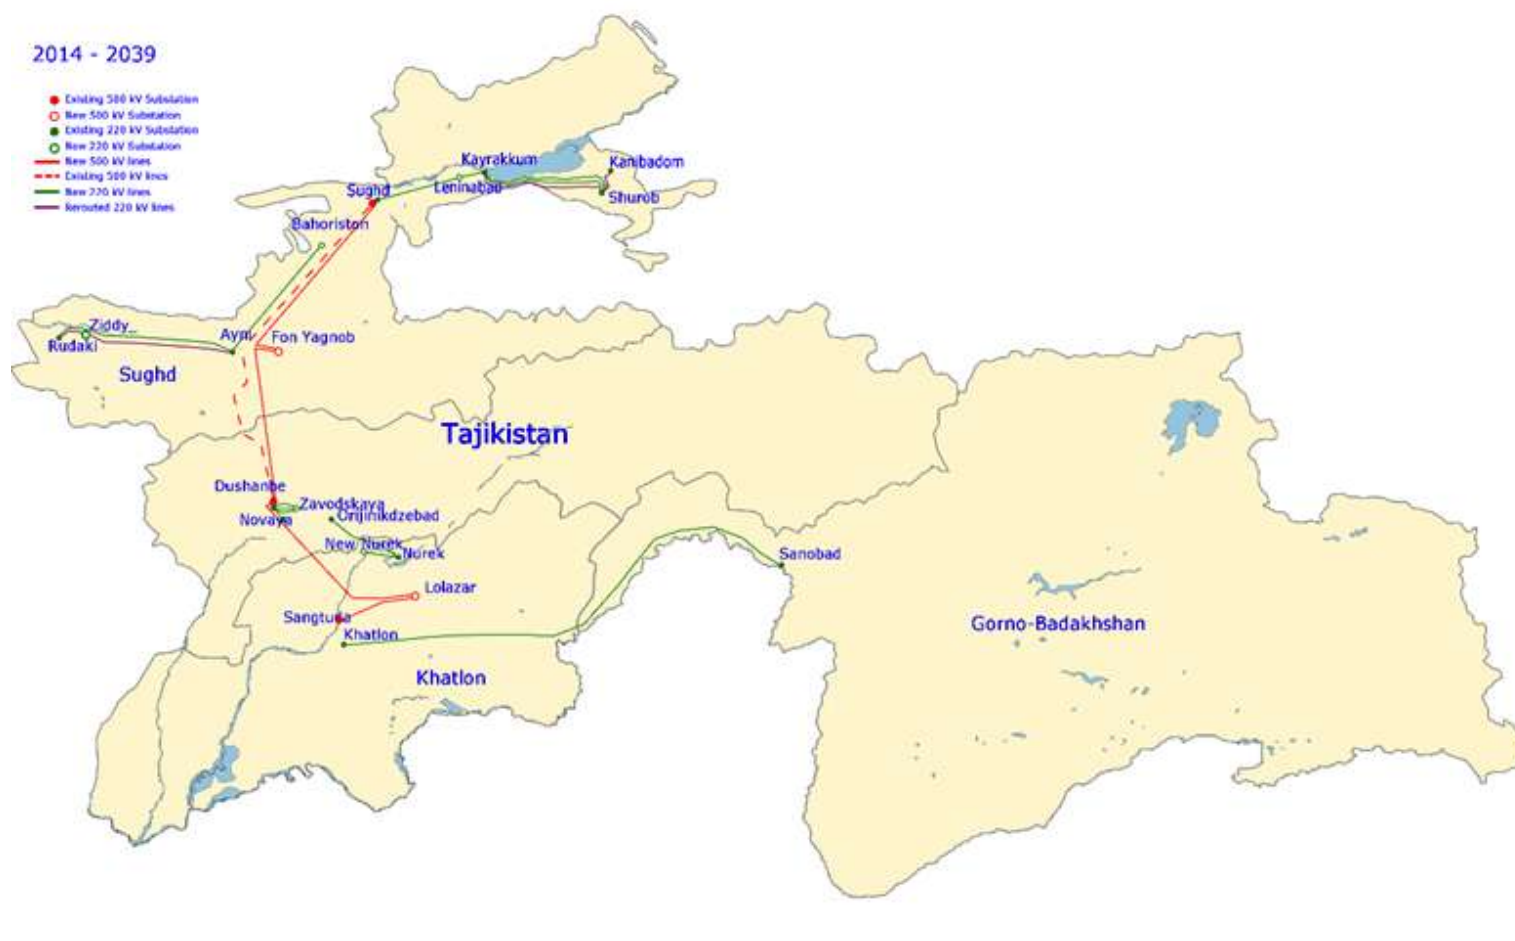 2014 - 2039
Existing 500 kV Substation
New 500 kV Substation
Existing 220 kV Substation
New 220 kV Substation
New 500 kV lines
Existing 500 kV lines
New 220 kV lines
Rerouted 220 kV lines
Kayrakkum
Kanibadom
Sughd
Leninabad
Shurob
Bahoriston
Ziddy
Ayni
Fon Yagnob
Rudaki
Sughd
Tajikistan
Dushanbe
Zavodskaya
Novaya
Orijinikdzebad
New Nurek
Nurek
Sanobad
Lolazar
Sangtuda
Gorno-Badakhshan
Khatlon
Khatlon